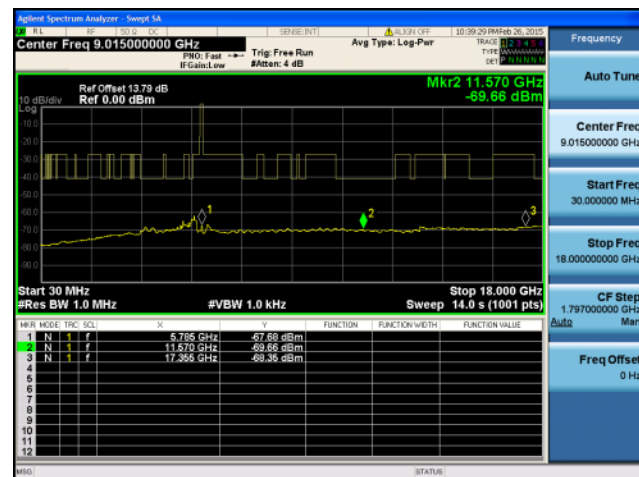 Agilent Spectrum Analyzer - Swept SA
RL RF 50 Ω DC SENSE:INT ALIGN OFF 10:39:29 PM Feb 26, 2015
Center Freq 9.015000000 GHz
PNO: Fast
IFGain:Low
Trig: Free Run
#Atten: 4 dB
Avg Type: Log-Pwr
TRACE 1 2 3 4 5 6
TYPE
DET P N N N N N
Ref Offset 13.79 dB
10 dB/div Ref 0.00 dBm
Log
Mkr2 11.570 GHz
-69.66 dBm
-10.0
-20.0
-30.0
-40.0
-50.0
-60.0
-70.0
-80.0
-90.0
1
2
3
Start 30 MHz Stop 18.000 GHz
#Res BW 1.0 MHz #VBW 1.0 kHz Sweep 14.0 s (1001 pts)
MKR MODE TRC SCL X Y FUNCTION FUNCTION WIDTH FUNCTION VALUE
1 N 1 f 5.785 GHz -67.68 dBm
2 N 1 f 11.570 GHz -69.66 dBm
3 N 1 f 17.355 GHz -68.35 dBm
4
5
6
7
8
9
10
11
12
MSG STATUS
Frequency
Auto Tune
Center Freq
9.015000000 GHz
Start Freq
30.000000 MHz
Stop Freq
18.000000000 GHz
CF Step
1.797000000 GHz
Auto Man
Freq Offset
0 Hz